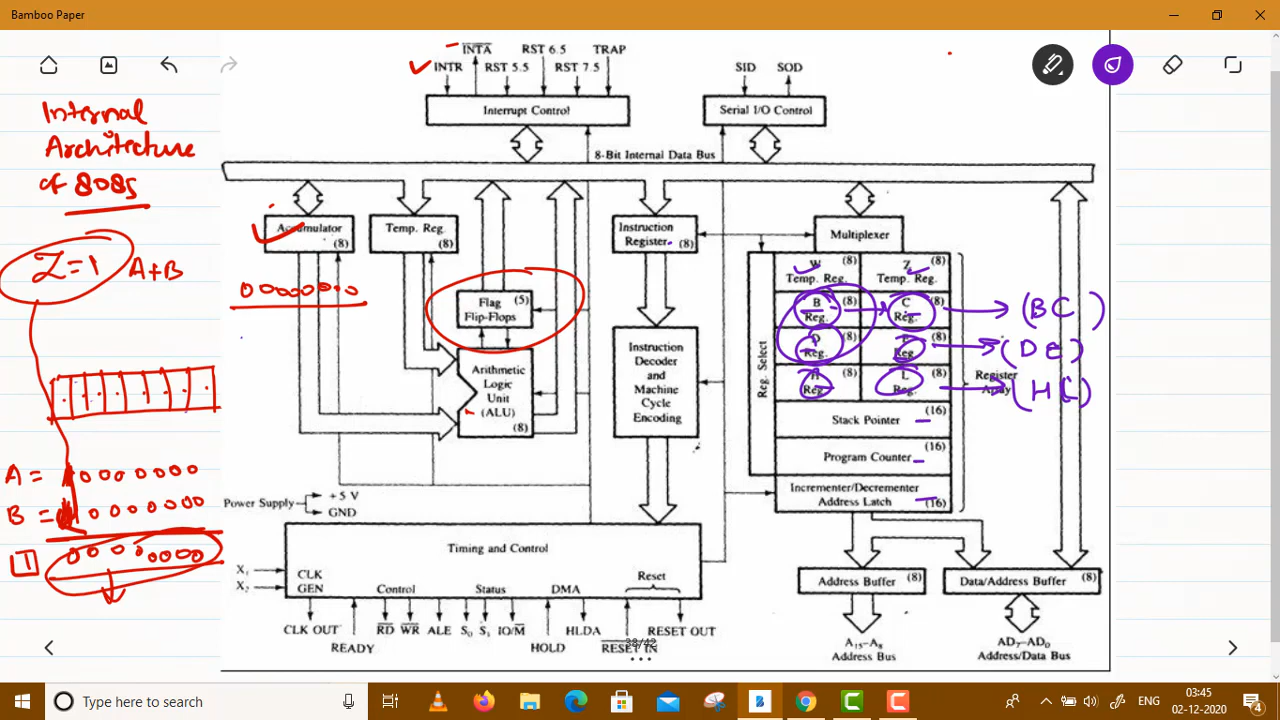 Bamboo Paper
INTA RST 6.5 TRAP
INTR RST 5.5 RST 7.5
SID SOD
Interrupt Control
Serial I/O Control
8-Bit Internal Data Bus
Internal
Architecture
of 8085
Z=1 A+B
00000000
A= 10000000
B = 10000000
1 00000000
Accumulator (8)
Temp. Reg. (8)
Flag (5)
Flip-Flops
Arithmetic
Logic
Unit
(ALU)
(8)
Instruction
Register (8)
Instruction
Decoder
and
Machine
Cycle
Encoding
Multiplexer
Reg. Select
W (8)
Temp. Reg.
Z (8)
Temp. Reg.
B (8)
Reg.
C (8)
Reg.
(BC)
D (8)
Reg.
E (8)
Reg.
(DE)
H (8)
Reg.
L (8)
Reg.
(HL)
Register
Array
Stack Pointer (16)
Program Counter (16)
Incrementer/Decrementer
Address Latch (16)
Power Supply
+5 V
GND
Timing and Control
X1
X2
CLK
GEN
Control
Status
DMA
Reset
CLK OUT
READY
RD WR ALE S0 S1 IO/M
HOLD
HLDA
RESET IN
RESET OUT
38/42
Address Buffer (8)
Data/Address Buffer (8)
A15–A8
Address Bus
AD7–AD0
Address/Data Bus
Type here to search
ENG
03:45
02-12-2020
4